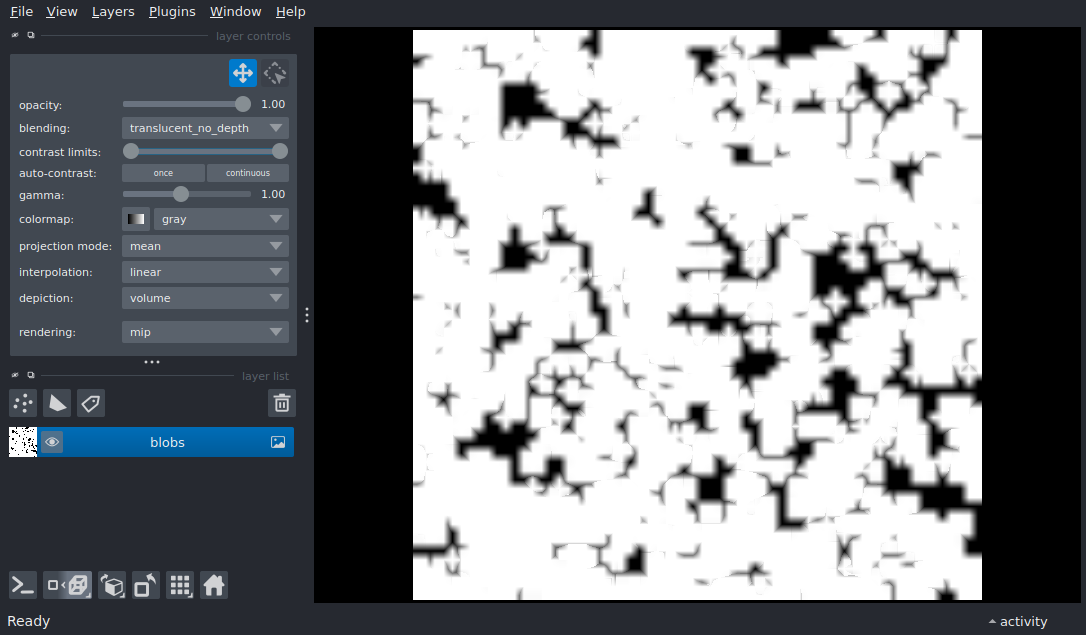 File View Layers Plugins Window Help
layer controls
opacity: 1.00
blending: translucent_no_depth
contrast limits:
auto-contrast: once continuous
gamma: 1.00
colormap: gray
projection mode: mean
interpolation: linear
depiction: volume
rendering: mip
layer list
blobs
Ready activity